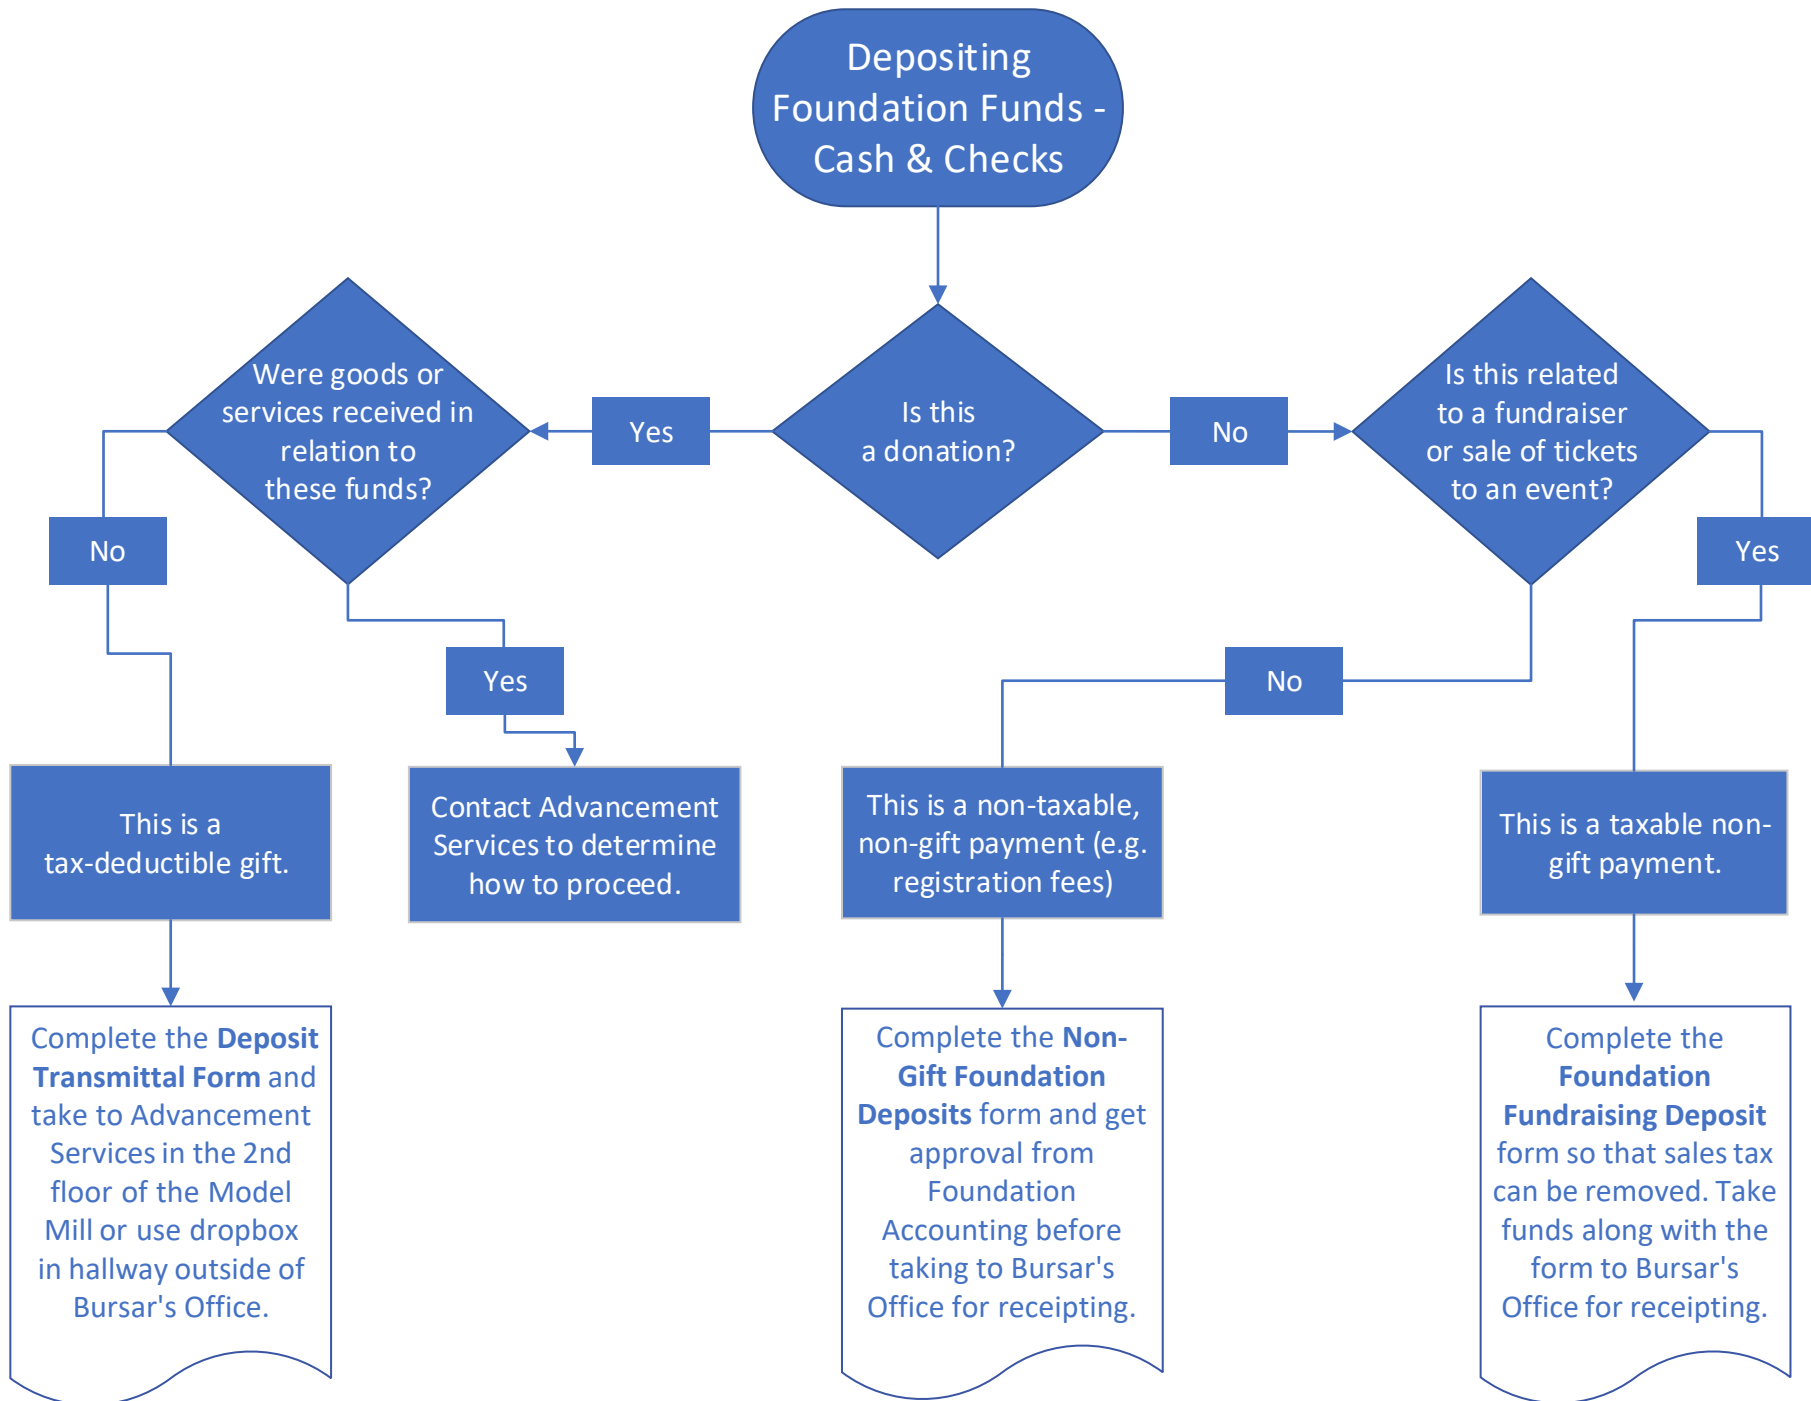 Depositing
Foundation Funds -
Cash & Checks
Were goods or
services received in
relation to
these funds?
Yes
Is this
a donation?
No
Is this related
to a fundraiser
or sale of tickets
to an event?
No
Yes
Yes
No
This is a
tax-deductible gift.
Contact Advancement
Services to determine
how to proceed.
This is a non-taxable,
non-gift payment (e.g.
registration fees)
This is a taxable non-
gift payment.
Complete the Deposit
Transmittal Form and
take to Advancement
Services in the 2nd
floor of the Model
Mill or use dropbox
in hallway outside of
Bursar's Office.
Complete the Non-
Gift Foundation
Deposits form and get
approval from
Foundation
Accounting before
taking to Bursar's
Office for receipting.
Complete the
Foundation
Fundraising Deposit
form so that sales tax
can be removed. Take
funds along with the
form to Bursar's
Office for receipting.